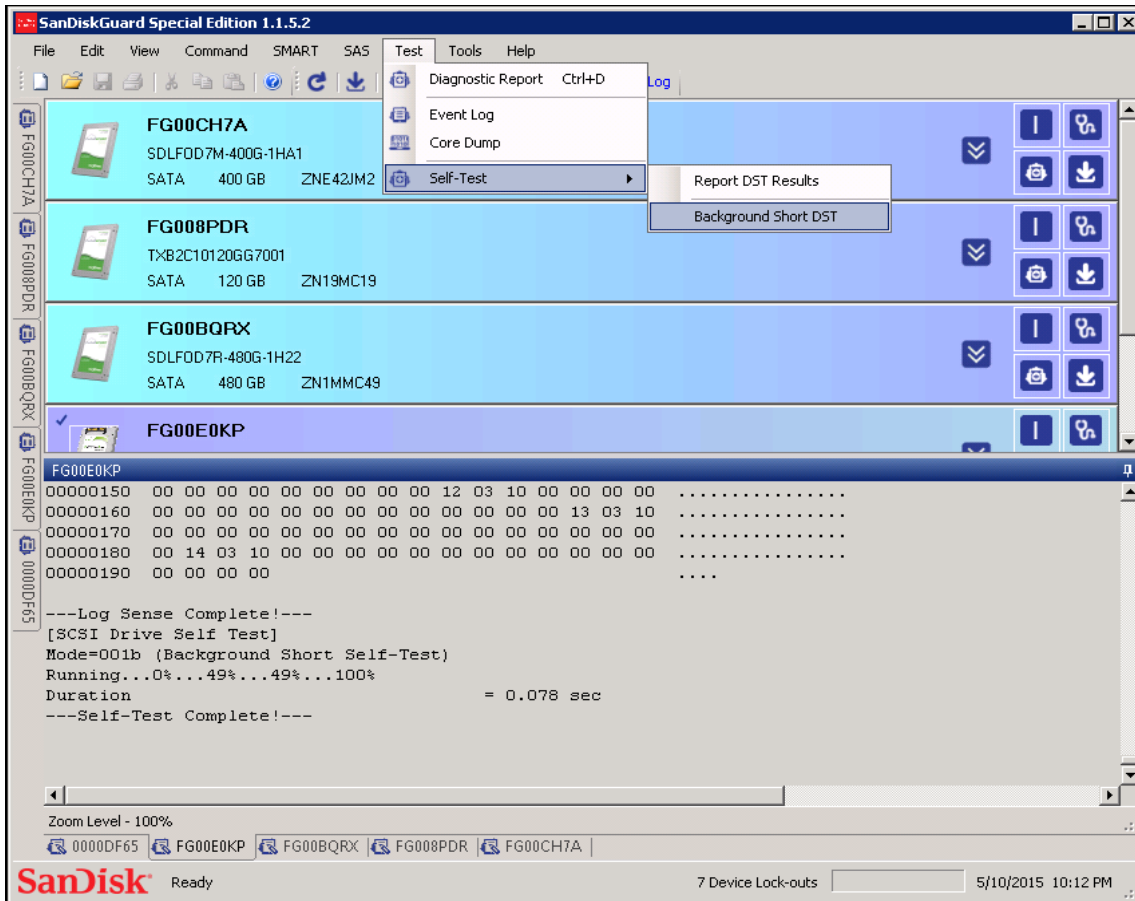 SanDiskGuard Special Edition 1.1.5.2
File Edit View Command SMART SAS Test Tools Help
Log
Diagnostic Report Ctrl+D
Event Log
Core Dump
Self-Test
Report DST Results
Background Short DST
FG00CH7A
FG008PDR
FG00BQRX
FG00E0KP
0000DF65
FG00CH7A
SDLFOD7M-400G-1HA1
SATA 400 GB ZNE42JM2
FG008PDR
TXB2C10120GG7001
SATA 120 GB ZN19MC19
FG00BQRX
SDLFOD7R-480G-1H22
SATA 480 GB ZN1MMC49
FG00E0KP
FG00E0KP
00000150 00 00 00 00 00 00 00 00 00 12 03 10 00 00 00 00 ................
00000160 00 00 00 00 00 00 00 00 00 00 00 00 00 13 03 10 ................
00000170 00 00 00 00 00 00 00 00 00 00 00 00 00 00 00 00 ................
00000180 00 14 03 10 00 00 00 00 00 00 00 00 00 00 00 00 ................
00000190 00 00 00 00 ....
---Log Sense Complete!---
[SCSI Drive Self Test]
Mode=001b (Background Short Self-Test)
Running...0%...49%...49%...100%
Duration = 0.078 sec
---Self-Test Complete!---
Zoom Level - 100%
0000DF65 FG00E0KP FG00BQRX FG008PDR FG00CH7A
SanDisk Ready 7 Device Lock-outs 5/10/2015 10:12 PM